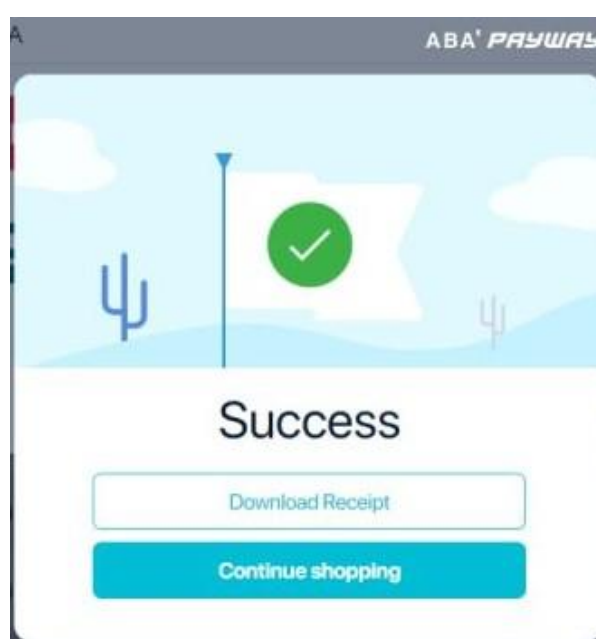 A
ABA' PAYWAY
Success
Download Receipt
Continue shopping